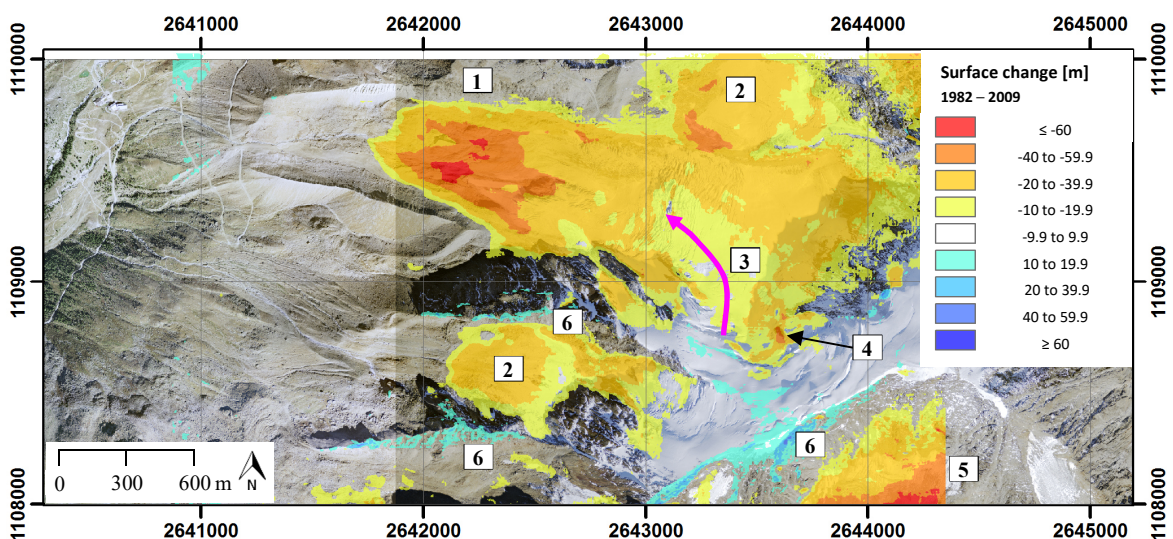 2641000 2642000 2643000 2644000 2645000
1110000 1110000
1 2
Surface change [m]
1982 – 2009
≤ -60
-40 to -59.9
-20 to -39.9
-10 to -19.9
-9.9 to 9.9
10 to 19.9
20 to 39.9
40 to 59.9
≥ 60
3
1109000 1109000
6
4
2
6 6
5
0 300 600 m N
1108000 1108000
2641000 2642000 2643000 2644000 2645000